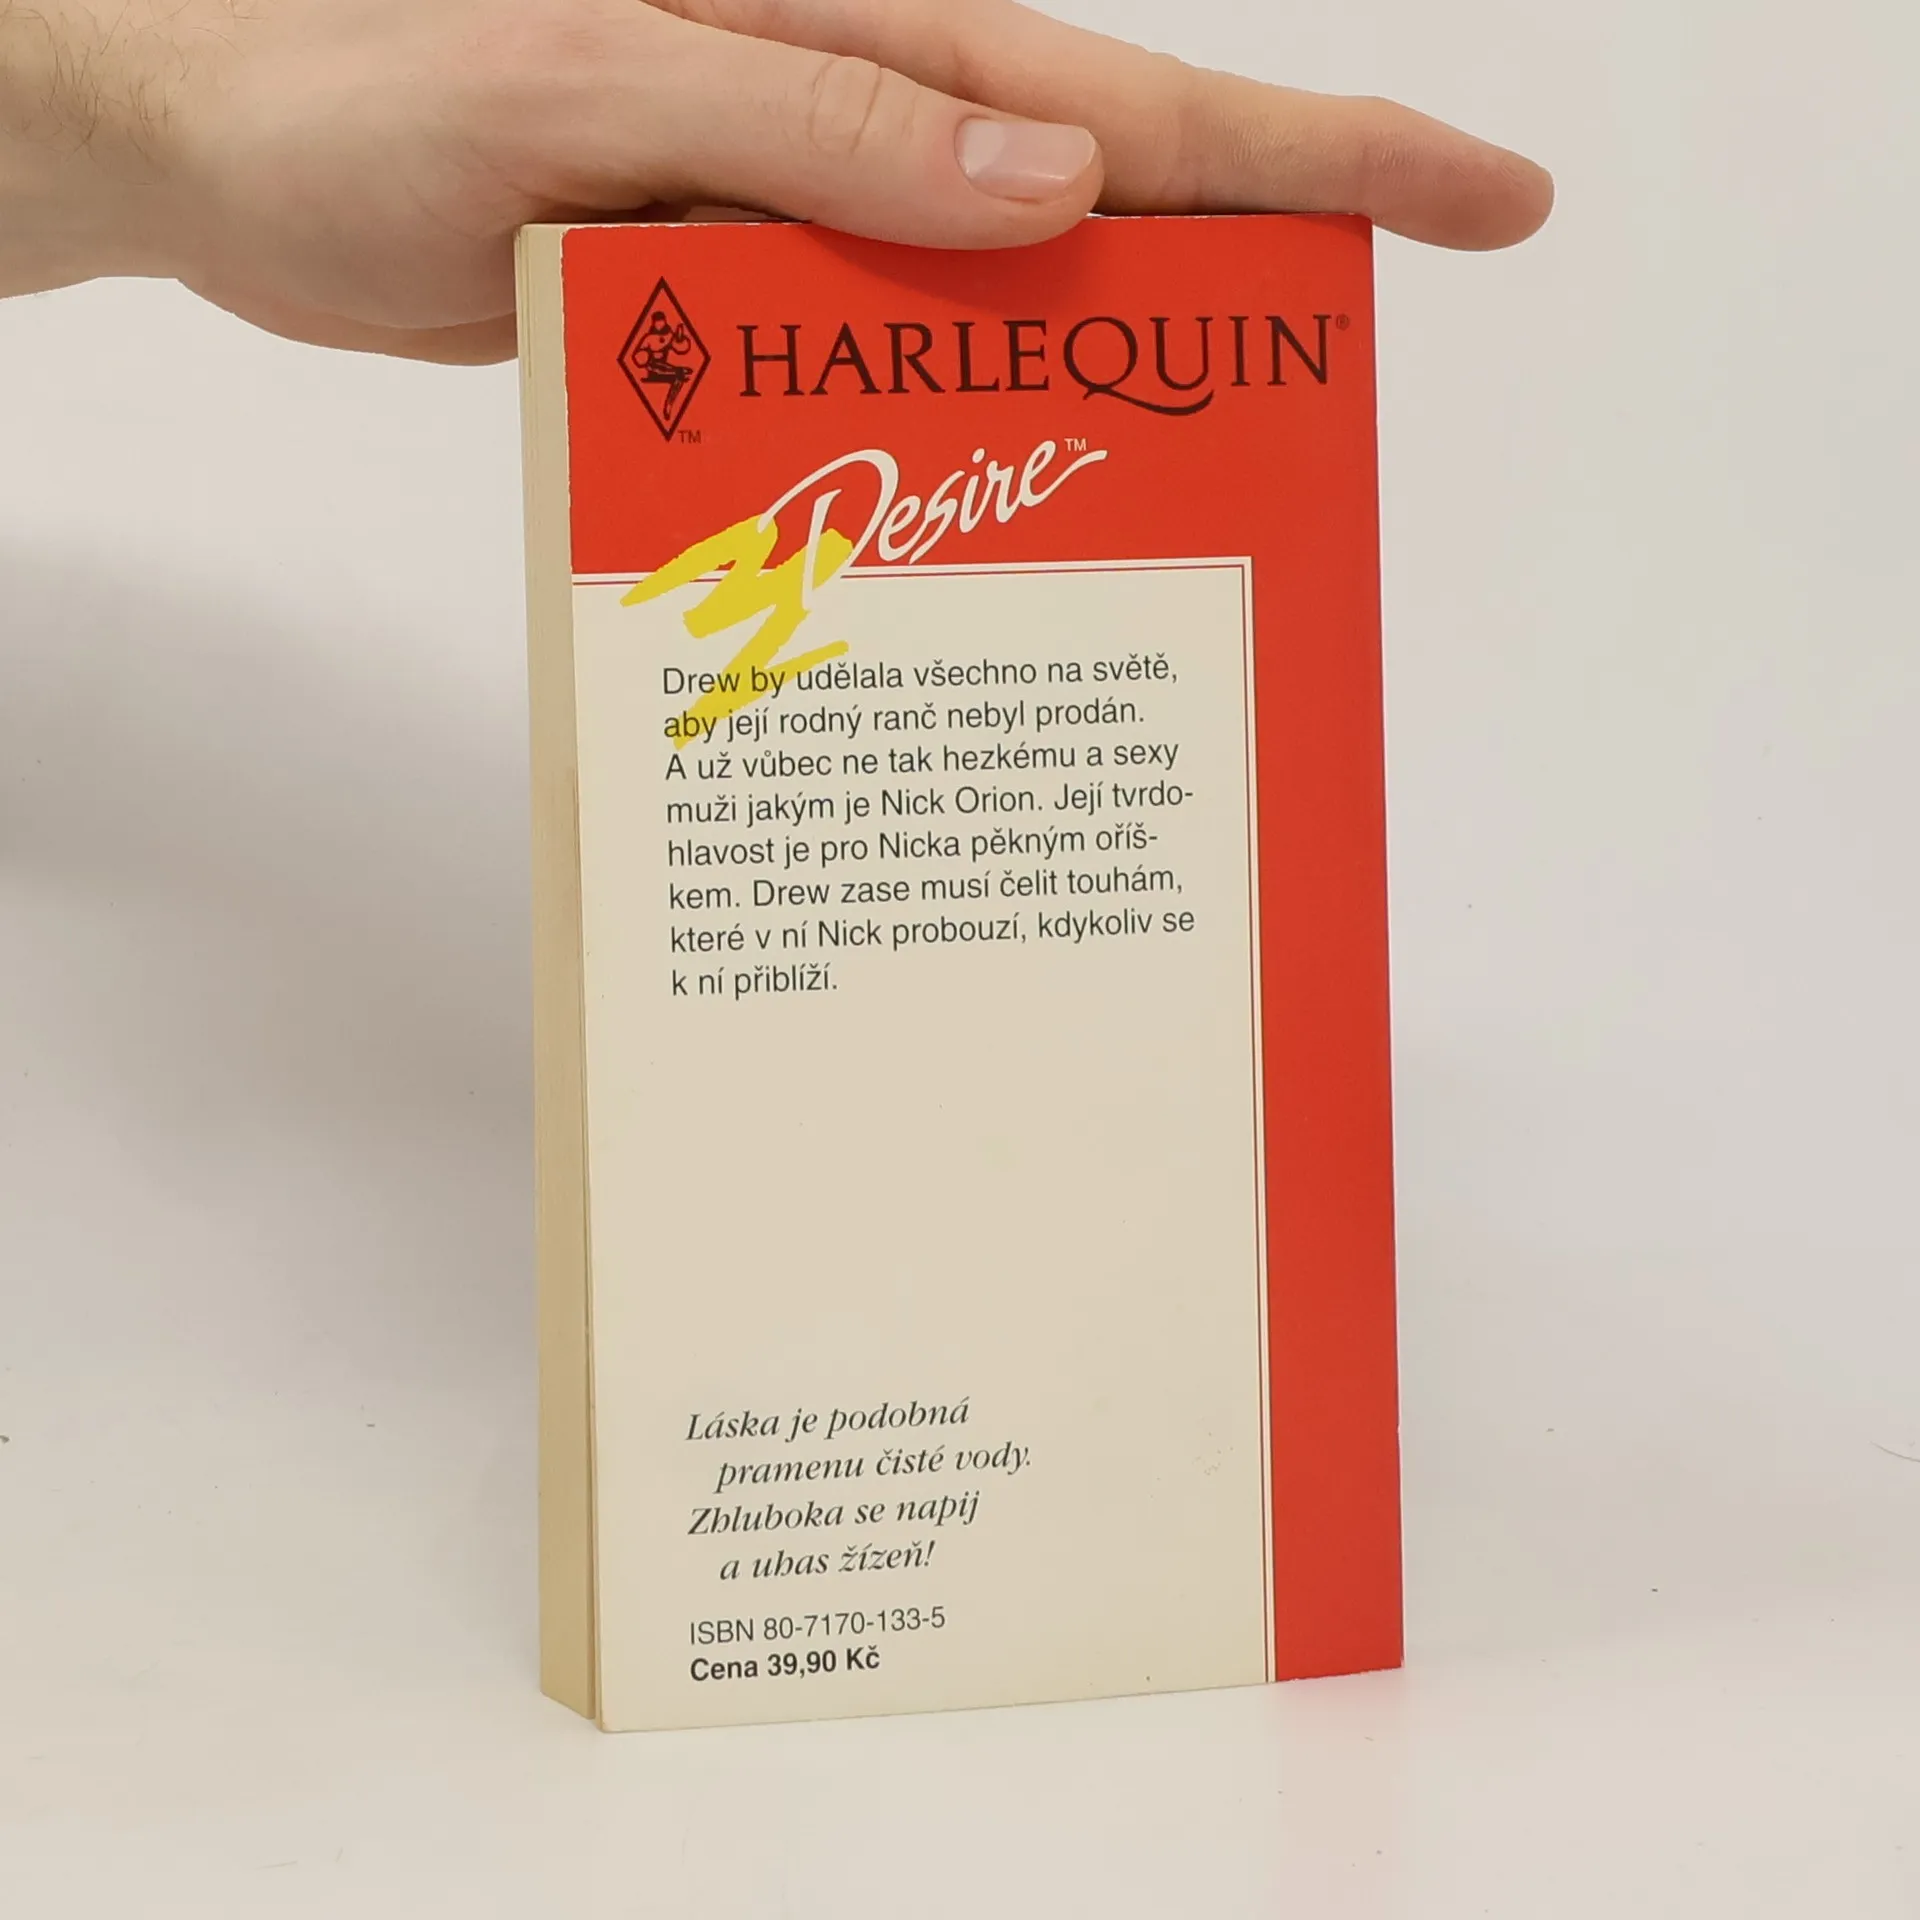 HARLEQUIN®
TM
Desire™
Drew by udělala všechno na světě,
aby její rodný ranč nebyl prodán.
A už vůbec ne tak hezkému a sexy
muži jakým je Nick Orion. Její tvrdo-
hlavost je pro Nicka pěkným oříš-
kem. Drew zase musí čelit touhám,
které v ní Nick probouzí, kdykoliv se
k ní přiblíží.
Láska je podobná
pramenu čisté vody.
Zhluboka se napij
a uhas žízeň!
ISBN 80-7170-133-5
Cena 39,90 Kč